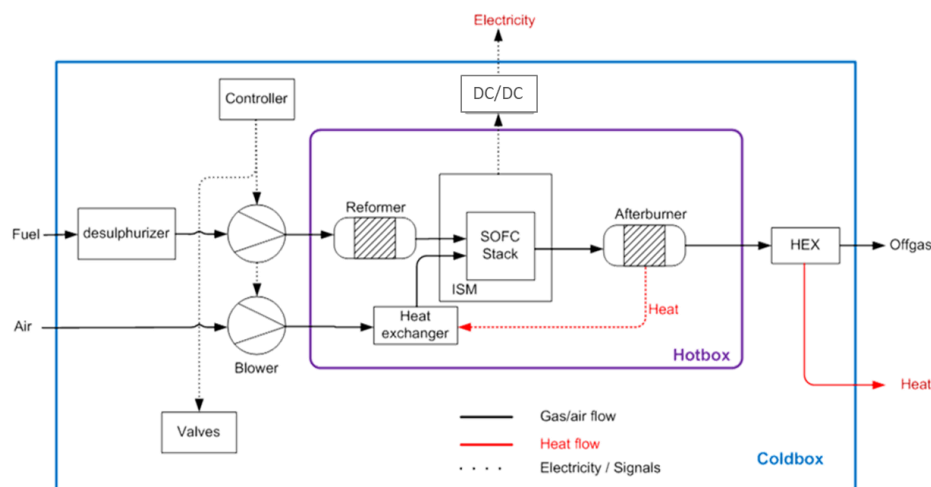 Electricity
DC/DC
Controller
Reformer
Afterburner
Fuel
desulphurizer
SOFC
Stack
HEX
Offgas
ISM
Air
Heat
exchanger
Heat
Blower
Hotbox
Heat
Valves
Gas/air flow
Heat flow
Electricity / Signals
Coldbox